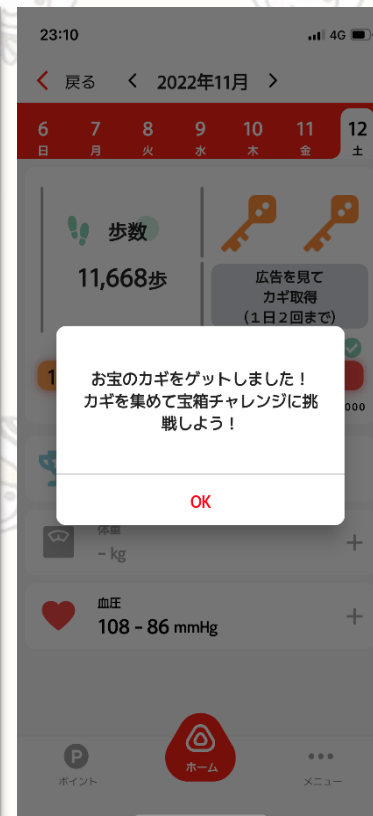 23:10
4G
戻る
2022年11月
6 7 8 9 10 11 12
日 月 火 水 木 金 土
歩数
11,668歩
広告を見て
カギ取得
(1日2回まで)
1
000
お宝のカギをゲットしました！
カギを集めて宝箱チャレンジに挑
戦しよう！
OK
体重
- kg
血圧
108 - 86 mmHg
P
ポイント
ホーム
メニュー